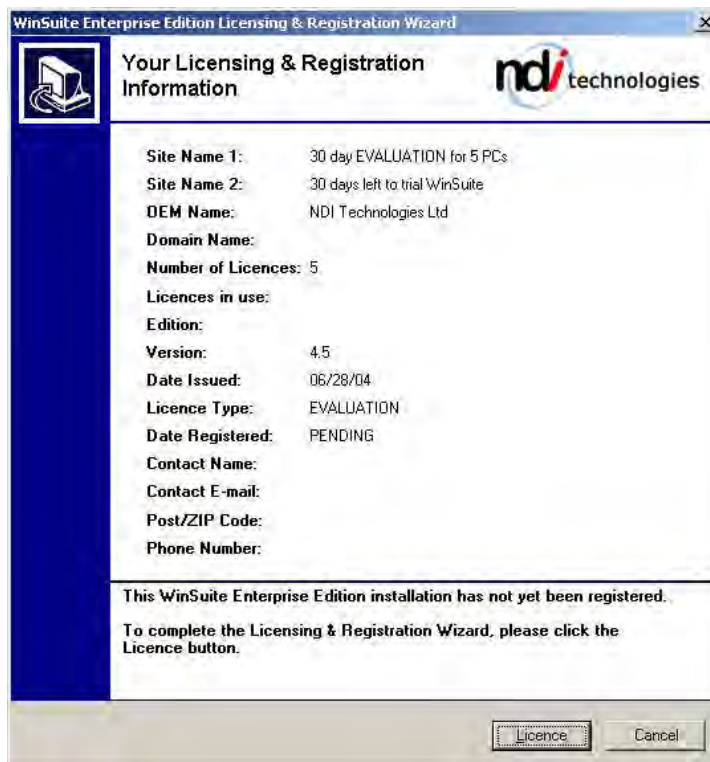 WinSuite Enterprise Edition Licensing & Registration Wizard
Your Licensing & Registration
Information
ndi technologies
Site Name 1: 30 day EVALUATION for 5 PCs
Site Name 2: 30 days left to trial WinSuite
OEM Name: NDI Technologies Ltd
Domain Name:
Number of Licences: 5
Licences in use:
Edition:
Version: 4.5
Date Issued: 06/28/04
Licence Type: EVALUATION
Date Registered: PENDING
Contact Name:
Contact E-mail:
Post/ZIP Code:
Phone Number:
This WinSuite Enterprise Edition installation has not yet been registered.
To complete the Licensing & Registration Wizard, please click the
Licence button.
Licence Cancel